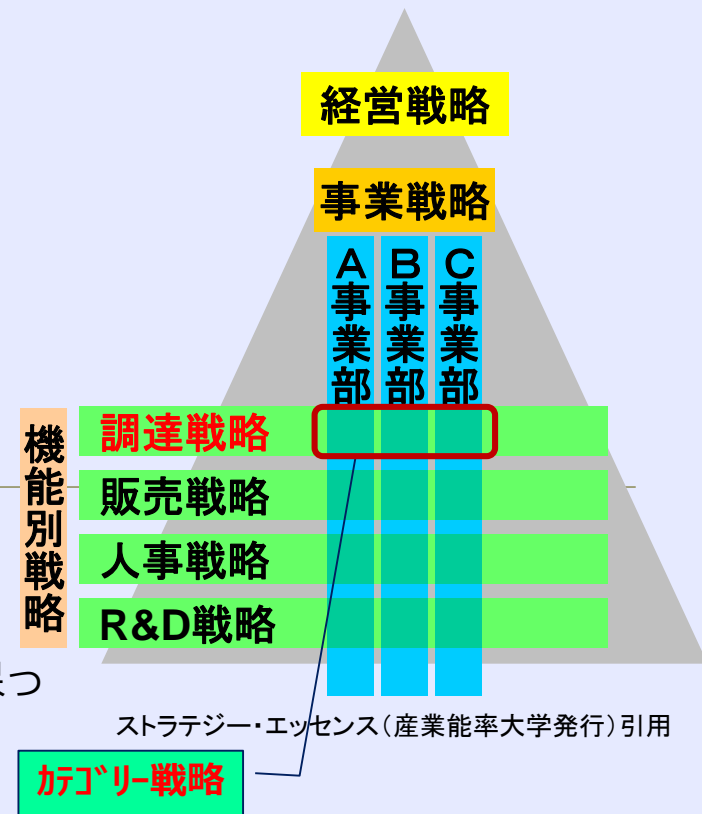 経営戦略
事業戦略
A事業部
B事業部
C事業部
機能別戦略
調達戦略
販売戦略
人事戦略
R&D戦略
つ
ストラテジー・エッセンス(産業能率大学発行)引用
ｶﾃｺﾞﾘｰ戦略